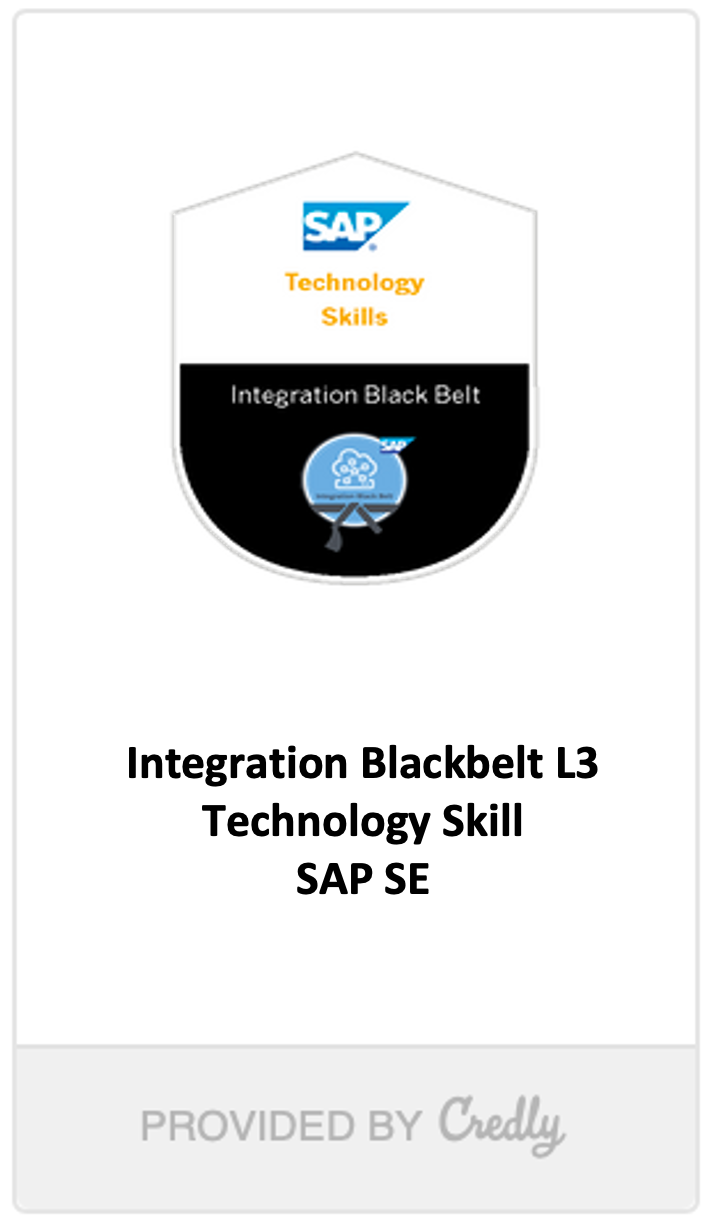 SAP
Technology
Skills
Integration Black Belt
SAP
Integration Black Belt
Integration Blackbelt L3
Technology Skill
SAP SE
PROVIDED BY Credly